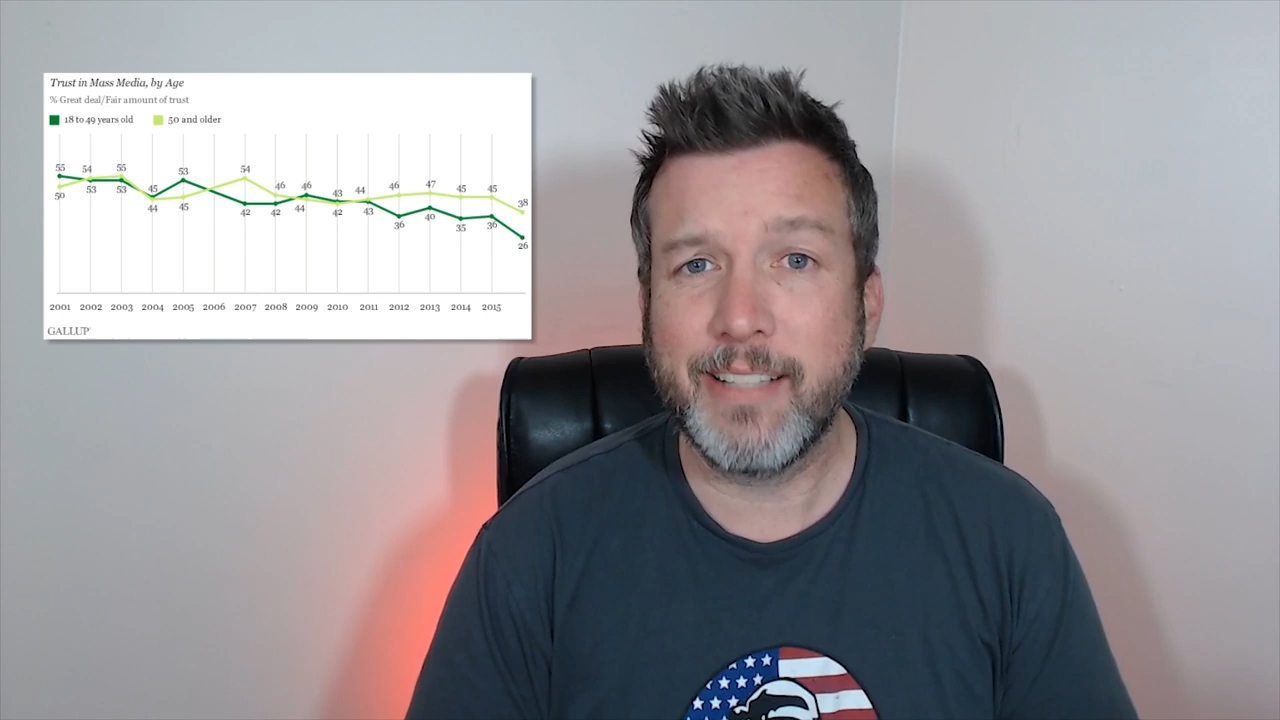 Trust in Mass Media, by Age
% Great deal/Fair amount of trust
18 to 49 years old 50 and older
55 54 55 45 53 54 46 46 43 44 46 47 45 45 38
50 53 53 44 45 42 42 44 42 43 36 40 35 36 26
2001 2002 2003 2004 2005 2006 2007 2008 2009 2010 2011 2012 2013 2014 2015
GALLUP